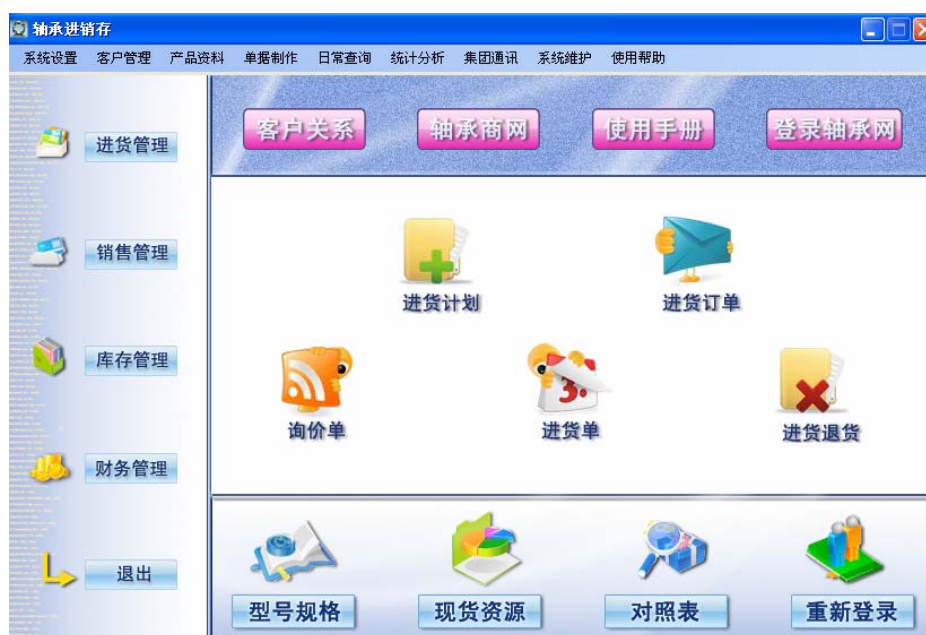 轴承进销存
系统设置 客户管理 产品资料 单据制作 日常查询 统计分析 集团通讯 系统维护 使用帮助
客户关系 轴承商网 使用手册 登录轴承网
进货管理
销售管理
库存管理
财务管理
退出
进货计划 进货订单
3
询价单 进货单 进货退货
型号规格 现货资源 对照表 重新登录